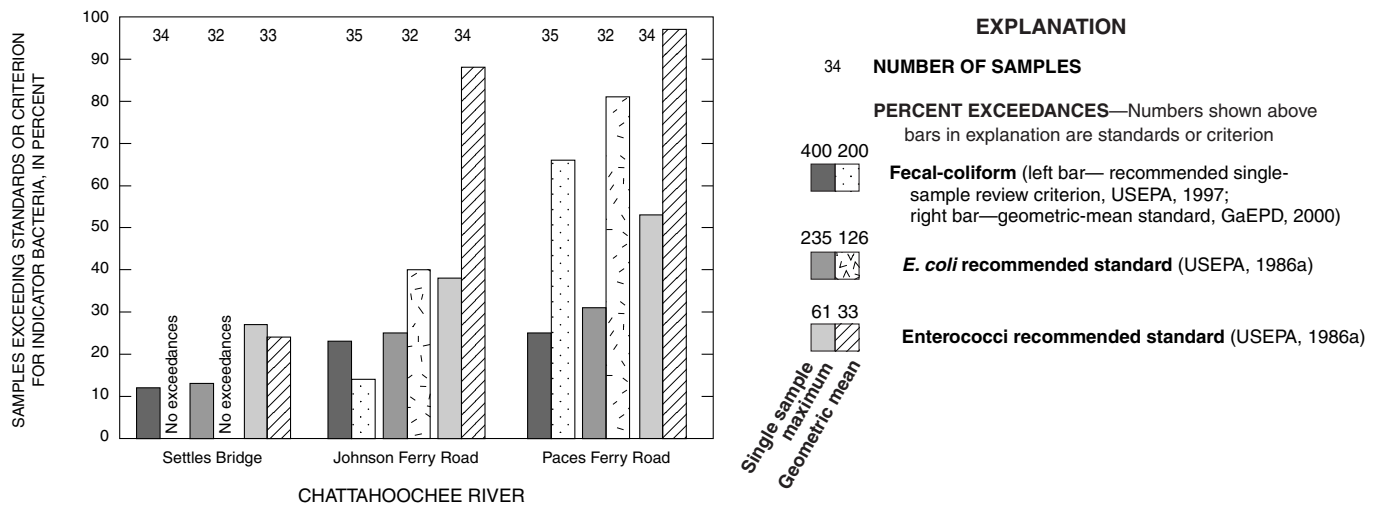 SAMPLES EXCEEDING STANDARDS OR CRITERION
FOR INDICATOR BACTERIA, IN PERCENT
100
90
80
70
60
50
40
30
20
10
0
34 32 33 35 32 34 35 32 34
No exceedances
No exceedances
Settles Bridge Johnson Ferry Road Paces Ferry Road
CHATTAHOOCHEE RIVER
EXPLANATION
34 NUMBER OF SAMPLES
PERCENT EXCEEDANCES—Numbers shown above
bars in explanation are standards or criterion
400 200
Fecal-coliform (left bar— recommended single-
sample review criterion, USEPA, 1997;
right bar—geometric-mean standard, GaEPD, 2000)
235 126
E. coli recommended standard (USEPA, 1986a)
61 33
Enterococci recommended standard (USEPA, 1986a)
Single sample
maximum
Geometric mean